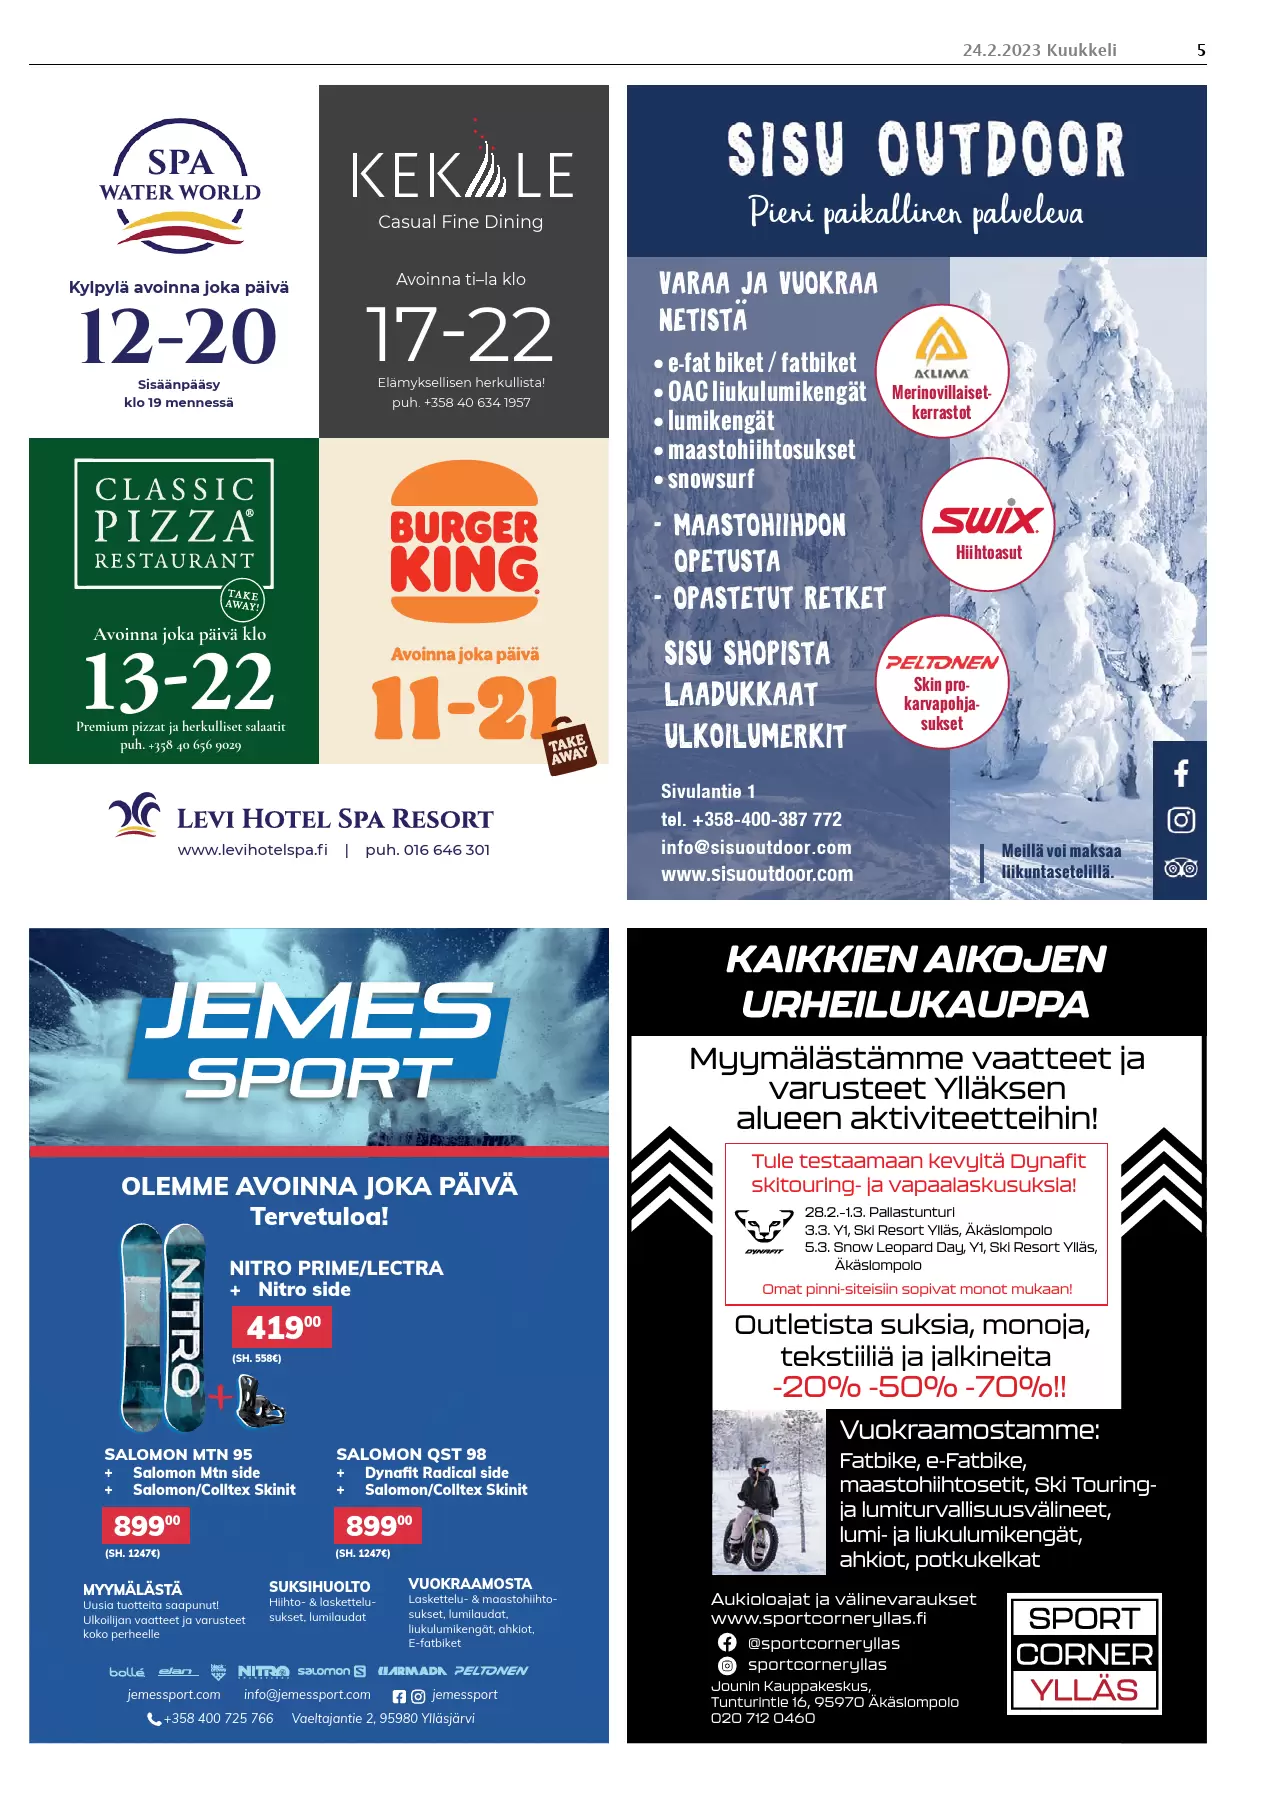 24.2.2023 Kuukkeli 5
SPA
WATER WORLD
Kylpylä avoinna joka päivä
12-20
Sisäänpääsy
klo 19 mennessä
KEKÄLE
Casual Fine Dining
Avoinna ti–la klo
17-22
Elämyksellisen herkullista!
puh. +358 40 634 1957
CLASSIC
PIZZA®
RESTAURANT
TAKE
AWAY!
Avoinna joka päivä klo
13-22
Premium pizzat ja herkulliset salaatit
puh. +358 40 656 9029
BURGER
KING
Avoinna joka päivä
11-21
TAKE
AWAY
LEVI HOTEL SPA RESORT
www.levihotelspa.fi | puh. 016 646 301
SISU OUTDOOR
Pieni paikallinen palveleva
VARAA JA VUOKRAA
NETISTÄ
• e-fat biket / fatbiket
• OAC liukulumikengät
• lumikengät
• maastohiihtosukset
• snowsurf
- MAASTOHIIHDON
OPETUSTA
- OPASTETUT RETKET
SISU SHOPISTA
LAADUKKAAT
ULKOILUMERKIT
ACLIMA
Merinovillaiset-
kerrastot
SWIX
Hiihtoasut
PELTONEN
Skin pro-
karvapohja-
sukset
Sivulantie 1
tel. +358-400-387 772
info@sisuoutdoor.com
www.sisuoutdoor.com
Meillä voi maksaa
liikuntasetelillä.
JEMES
SPORT
OLEMME AVOINNA JOKA PÄIVÄ
Tervetuloa!
NITRO
NITRO PRIME/LECTRA
+ Nitro side
419⁰⁰
(SH. 558€)
+
SALOMON MTN 95
+ Salomon Mtn side
+ Salomon/Colltex Skinit
899⁰⁰
(SH. 1247€)
SALOMON QST 98
+ Dynafit Radical side
+ Salomon/Colltex Skinit
899⁰⁰
(SH. 1247€)
MYYMÄLÄSTÄ
Uusia tuotteita saapunut!
Ulkoilijan vaatteet ja varusteet
koko perheelle
SUKSIHUOLTO
Hiihto- & laskettelu-
sukset, lumilaudat
VUOKRAAMOSTA
Laskettelu- & maastohiihto-
sukset, lumilaudat,
liukulumikengät, ahkiot,
E-fatbiket
bollé elan NITRO salomon S MARMADA PELTONEN
jemessport.com info@jemessport.com jemessport
+358 400 725 766 Vaeltajantie 2, 95980 Ylläsjärvi
KAIKKIEN AIKOJEN
URHEILUKAUPPA
Myymälästämme vaatteet ja
varusteet Ylläksen
alueen aktiviteetteihin!
Tule testaamaan kevyitä Dynafit
skitouring- ja vapaalaskusuksia!
DYNAFIT
28.2.-1.3. Pallastunturi
3.3. Y1, Ski Resort Ylläs, Äkäslompolo
5.3. Snow Leopard Day, Y1, Ski Resort Ylläs,
Äkäslompolo
Omat pinni-siteisiin sopivat monot mukaan!
Outletista suksia, monoja,
tekstiiliä ja jalkineita
-20% -50% -70%!!
Vuokraamostamme:
Fatbike, e-Fatbike,
maastohiihtosetit, Ski Touring-
ja lumiturvallisuusvälineet,
lumi- ja liukulumikengät,
ahkiot, potkukelkat
Aukioloajat ja välinevaraukset
www.sportcorneryllas.fi
@sportcorneryllas
sportcorneryllas
Jounin Kauppakeskus,
Tunturintie 16, 95970 Äkäslompolo
020 712 0460
SPORT
CORNER
YLLÄS